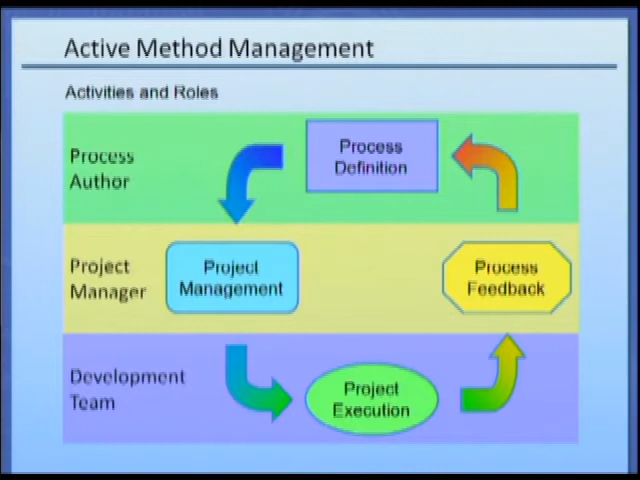 Active Method Management
Activities and Roles
Process
Author
Process
Definition
Project
Manager
Project
Management
Process
Feedback
Development
Team
Project
Execution